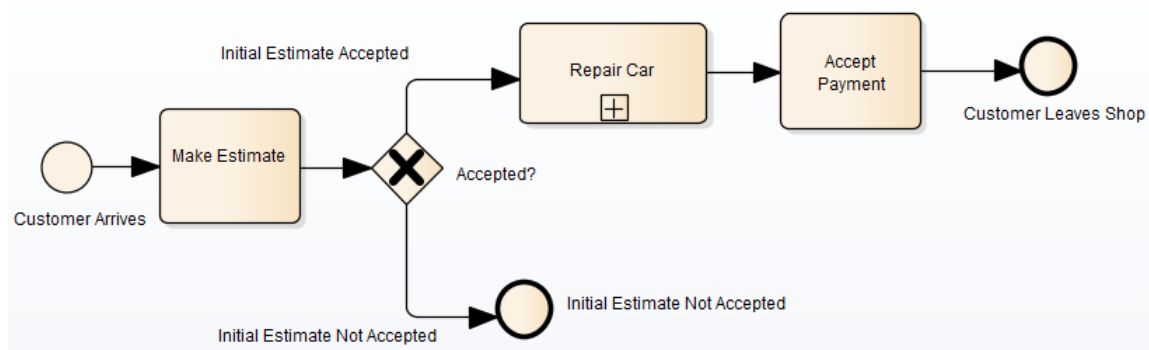 Initial Estimate Accepted
Repair Car
Accept
Payment
Customer Leaves Shop
Make Estimate
Accepted?
Customer Arrives
Initial Estimate Not Accepted
Initial Estimate Not Accepted